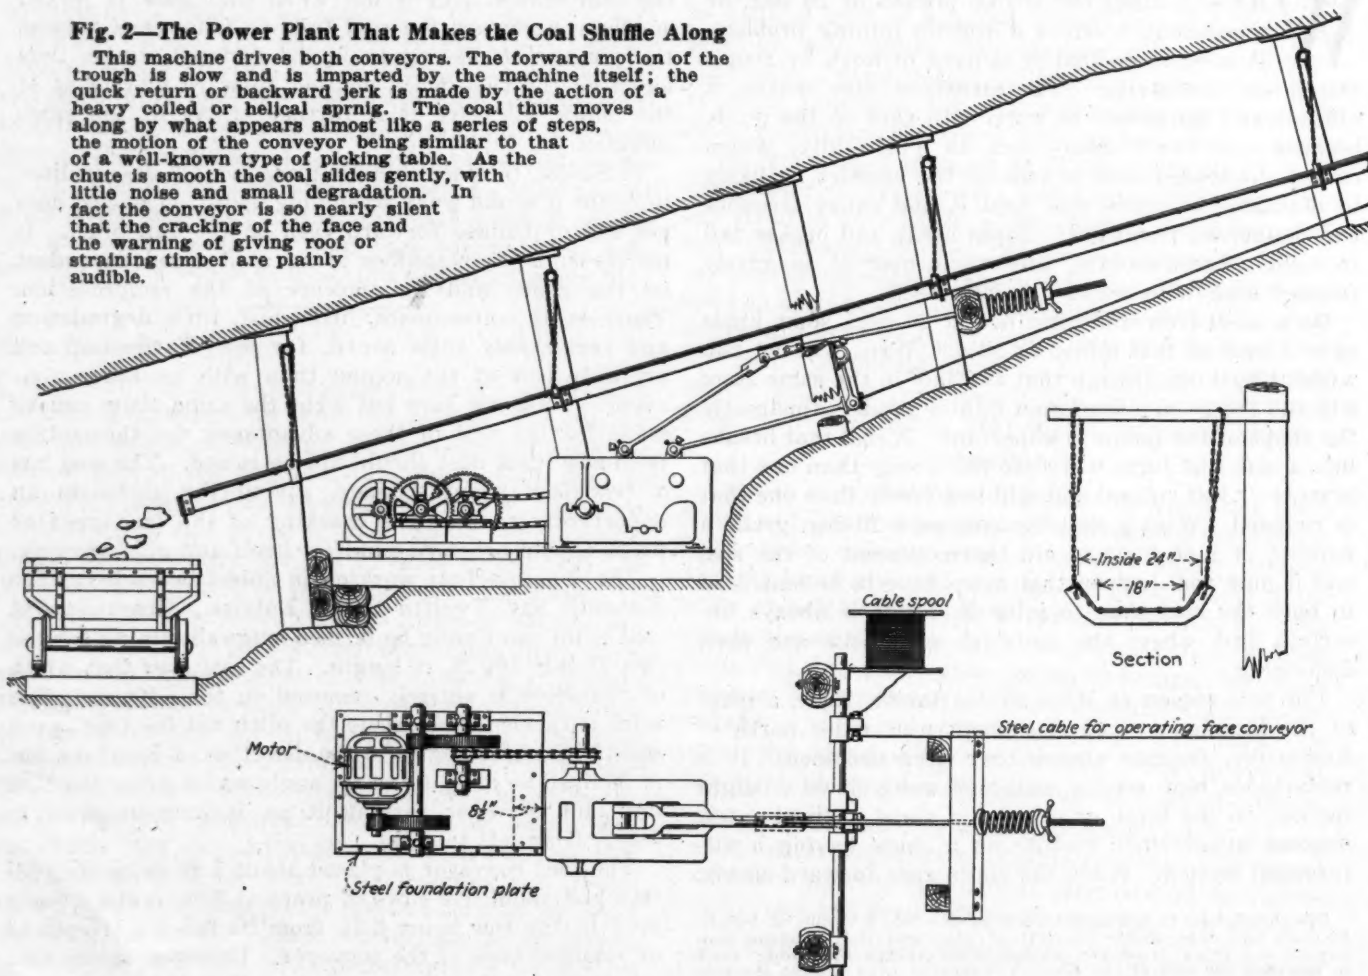 Fig. 2—The Power Plant That Makes the Coal Shuffle Along
This machine drives both conveyors. The forward motion of the
trough is slow and is imparted by the machine itself; the
quick return or backward jerk is made by the action of a
heavy coiled or helical sprnig. The coal thus moves
along by what appears almost like a series of steps,
the motion of the conveyor being similar to that
of a well-known type of picking table. As the
chute is smooth the coal slides gently, with
little noise and small degradation. In
fact the conveyor is so nearly silent
that the cracking of the face and
the warning of giving roof or
straining timber are plainly
audible.
Inside 24"
18"
Section
Cable spool
Steel cable for operating face conveyor
Motor
6½"
Steel foundation plate